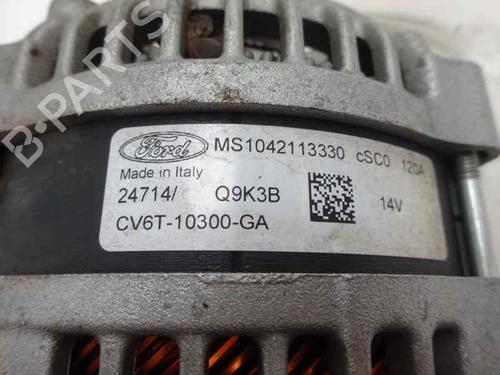 B-PARTS
Ford MS1042113330 cSC0 120A
Made in Italy
24714/ Q9K3B 14V
CV6T-10300-GA